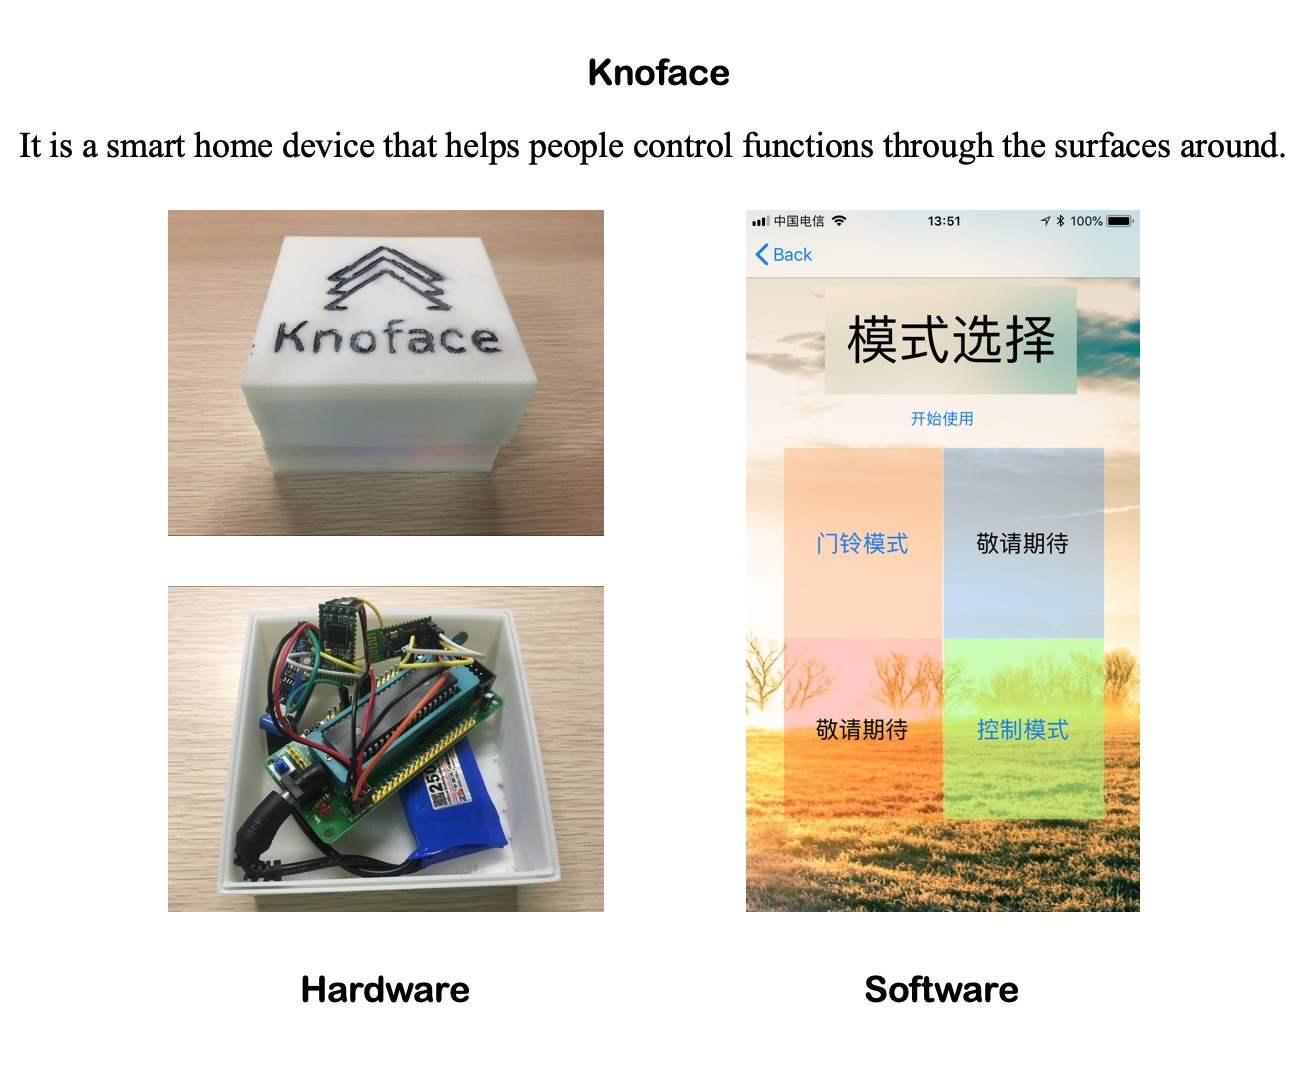 Knoface
It is a smart home device that helps people control functions through the surfaces around.
Knoface
中国电信
13:51
100%
Back
模式选择
开始使用
门铃模式
敬请期待
敬请期待
控制模式
Hardware
Software